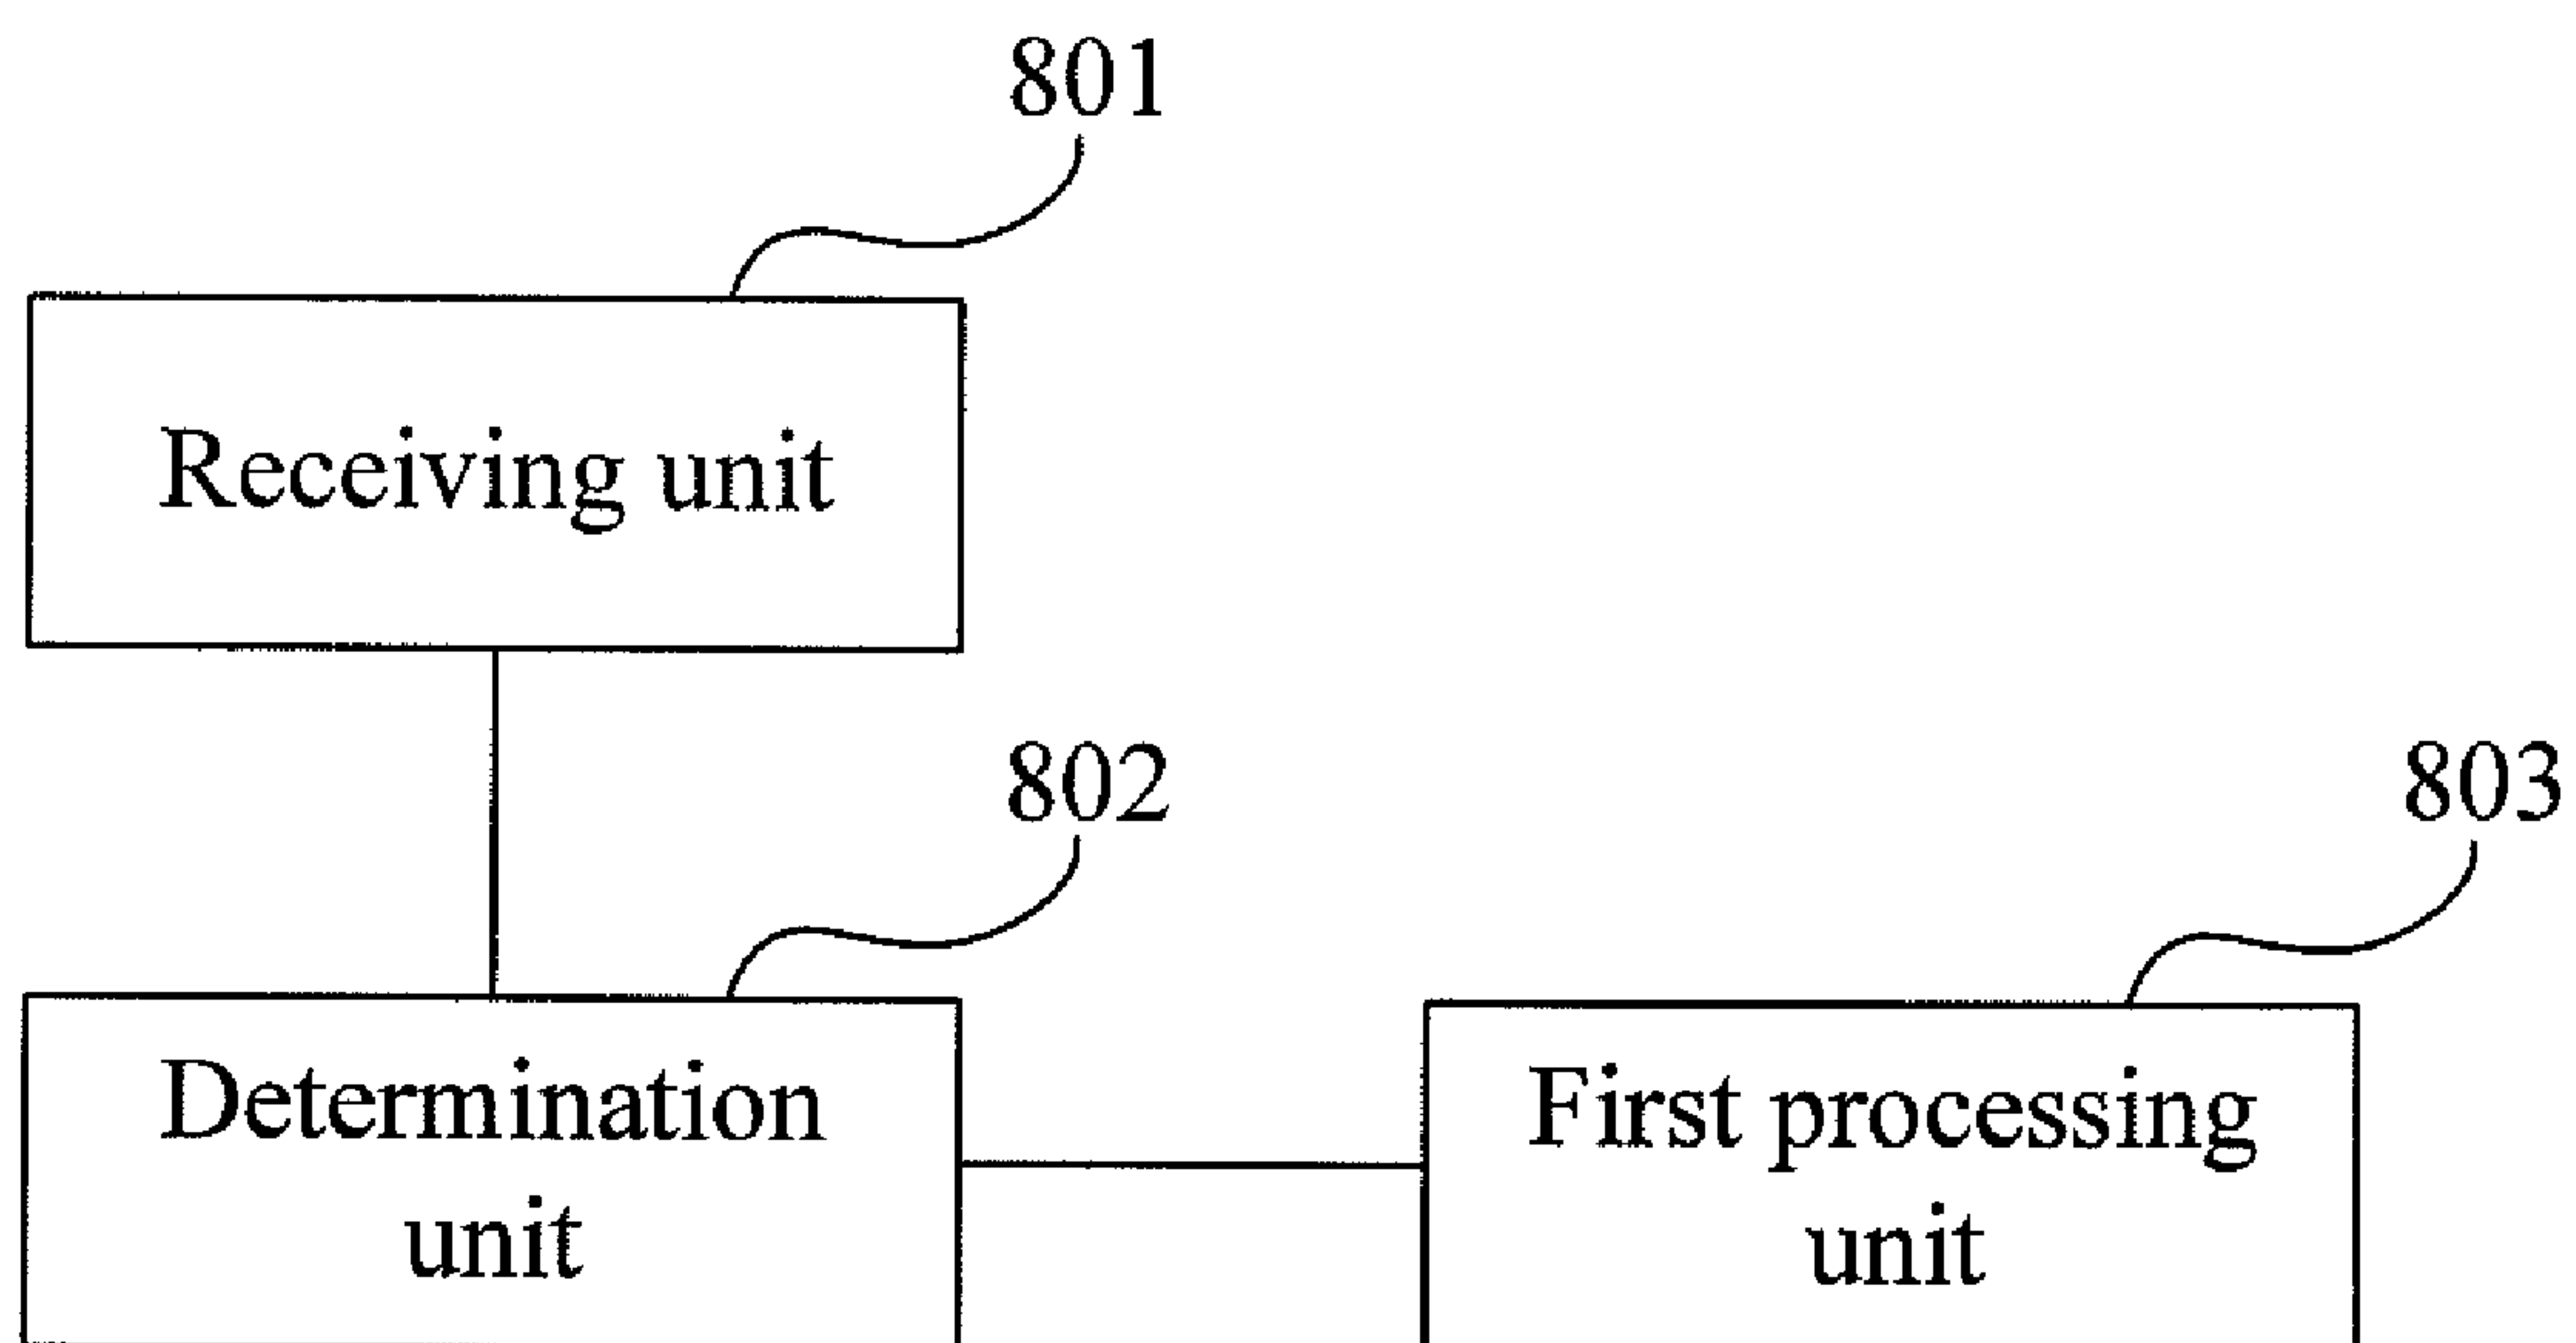 801
Receiving unit
802
803
Determination
unit
First processing
unit